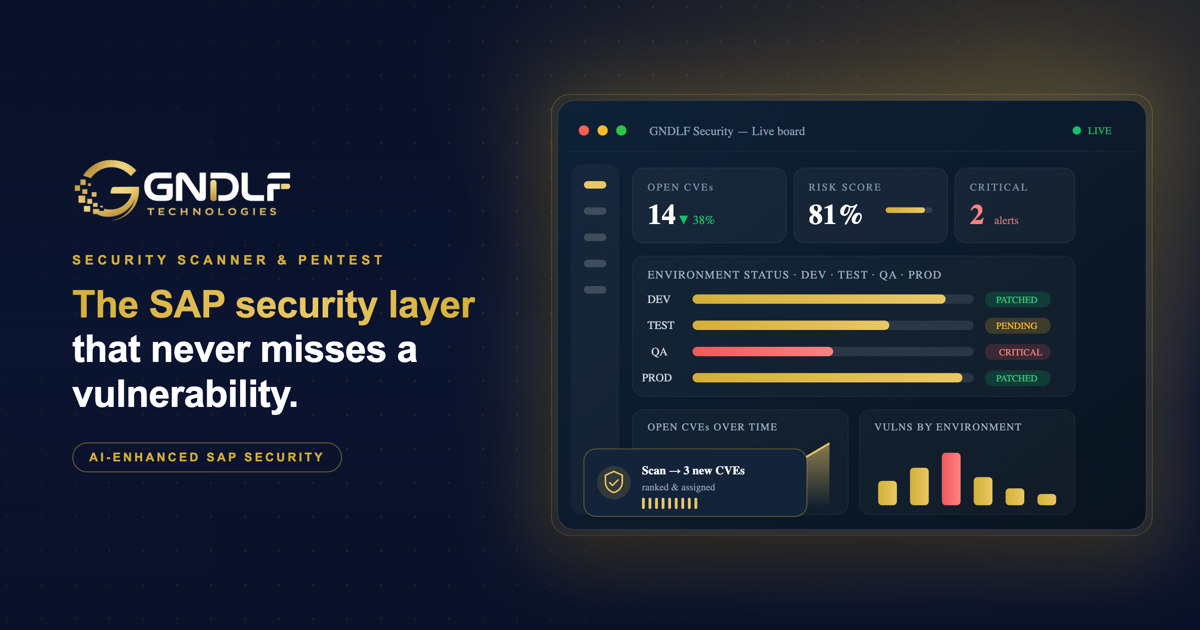 GNDLF
TECHNOLOGIES
SECURITY SCANNER & PENTEST
The SAP security layer
that never misses a
vulnerability.
AI-ENHANCED SAP SECURITY
GNDLF Security — Live board
LIVE
OPEN CVEs
14 ▼ 38%
RISK SCORE
81%
CRITICAL
2 alerts
ENVIRONMENT STATUS · DEV · TEST · QA · PROD
DEV PATCHED
TEST PENDING
QA CRITICAL
PROD PATCHED
OPEN CVEs OVER TIME
Scan → 3 new CVEs
ranked & assigned
VULNS BY ENVIRONMENT